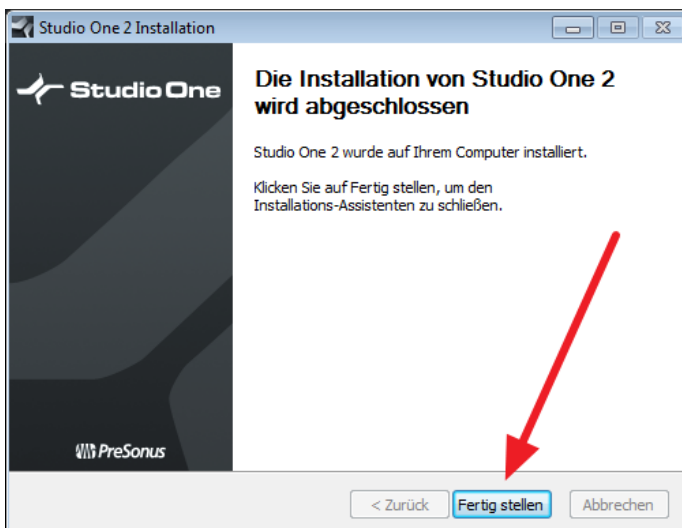 Studio One 2 Installation
Studio One
Die Installation von Studio One 2
wird abgeschlossen
Studio One 2 wurde auf Ihrem Computer installiert.
Klicken Sie auf Fertig stellen, um den
Installations-Assistenten zu schließen.
PreSonus
< Zurück Fertig stellen Abbrechen